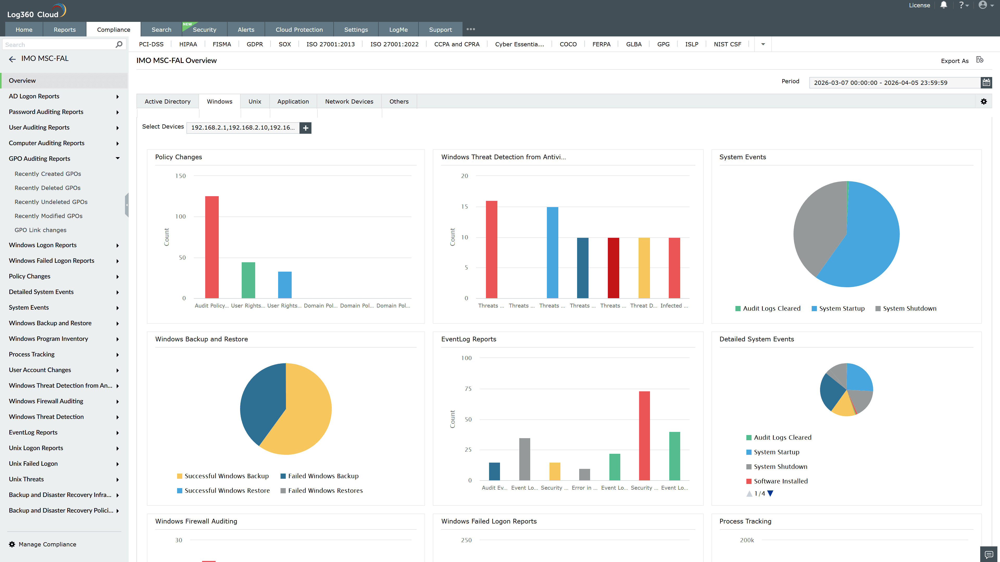 Log360 Cloud
License
?
Home
Reports
Compliance
Search
NEW
Security
Alerts
Cloud Protection
Settings
LogMe
Support
Search
PCI-DSS
HIPAA
FISMA
GDPR
SOX
ISO 27001:2013
ISO 27001:2022
CCPA and CPRA
Cyber Essentia...
COCO
FERPA
GLBA
GPG
ISLP
NIST CSF
IMO MSC-FAL
Overview
AD Logon Reports
Password Auditing Reports
User Auditing Reports
Computer Auditing Reports
GPO Auditing Reports
Recently Created GPOs
Recently Deleted GPOs
Recently Undeleted GPOs
Recently Modified GPOs
GPO Link changes
Windows Logon Reports
Windows Failed Logon Reports
Policy Changes
Detailed System Events
System Events
Windows Backup and Restore
Windows Program Inventory
Process Tracking
User Account Changes
Windows Threat Detection from An...
Windows Firewall Auditing
Windows Threat Detection
EventLog Reports
Unix Logon Reports
Unix Failed Logon
Unix Threats
Backup and Disaster Recovery Infra...
Backup and Disaster Recovery Polici...
Manage Compliance
IMO MSC-FAL Overview
Export As
Period
2026-03-07 00:00:00 - 2026-04-05 23:59:59
Active Directory
Windows
Unix
Application
Network Devices
Others
Select Devices
192.168.2.1,192.168.2.10,192.16...
Policy Changes
150
100
50
0
Count
Audit Policy...
User Rights...
User Rights...
Domain Pol...
Domain Pol...
Domain Pol...
Windows Threat Detection from Antivi...
20
15
10
5
0
Count
Threats ...
Threats ...
Threats ...
Threats ...
Threats ...
Threat D...
Infected ...
System Events
Audit Logs Cleared
System Startup
System Shutdown
Windows Backup and Restore
Successful Windows Backup
Failed Windows Backup
Successful Windows Restore
Failed Windows Restores
EventLog Reports
100
75
50
25
0
Count
Audit Ev...
Event Lo...
Security ...
Error in ...
Event Lo...
Security ...
Event Lo...
Detailed System Events
Audit Logs Cleared
System Startup
System Shutdown
Software Installed
1/4
Windows Firewall Auditing
30
Windows Failed Logon Reports
250
Process Tracking
200k